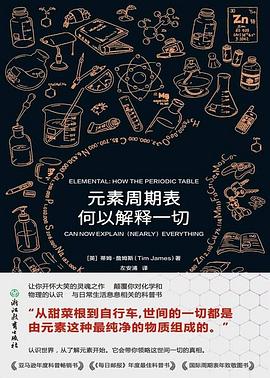 Zn
ELEMENTAL: HOW THE PERIODIC TABLE
元素周期表
何以解释一切
CAN NOW EXPLAIN (NEARLY) EVERYTHING
[英] 蒂姆·詹姆斯 (Tim James) 著
左安浦 译
让你开怀大笑的灵魂之作 颠覆你对化学和
物理的认识 与日常生活息息相关的科普书
“从甜菜根到自行车,世间的一切都是
由元素这种最纯净的物质组成的。”
认识世界,从了解元素开始。它会带你领略这世间一切的真相。
亚马逊年度科普畅销书
《每日邮报》年度最佳科普书
国际周期表年致敬图书
浙江教育出版社